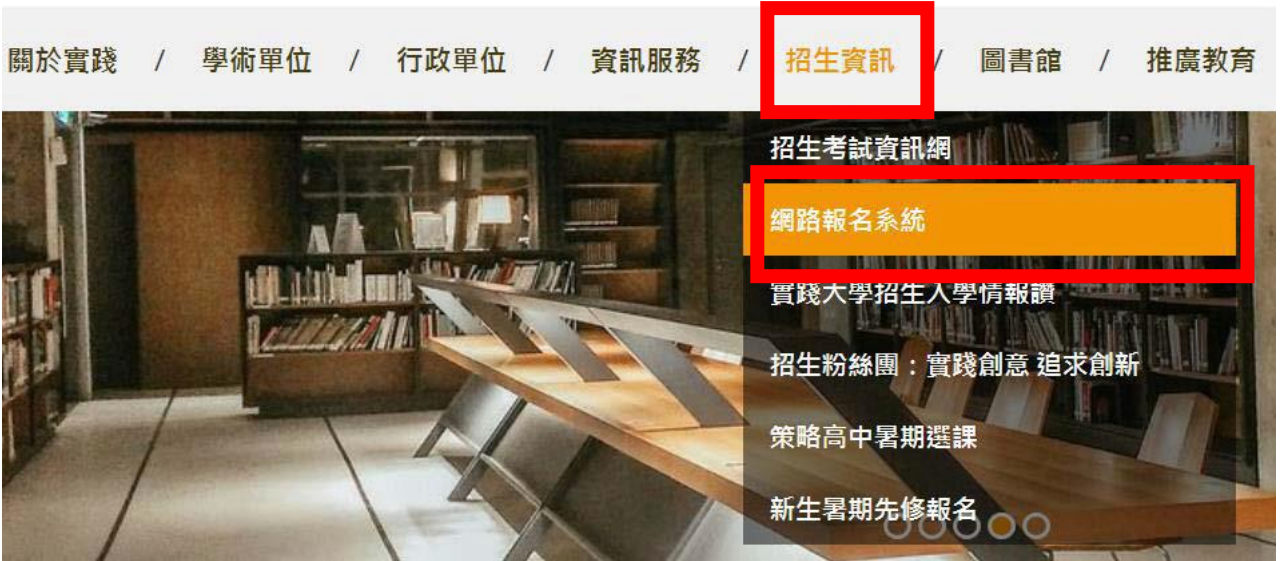 關於實踐 / 學術單位 / 行政單位 / 資訊服務 / 招生資訊 / 圖書館 / 推廣教育
招生考試資訊網
網路報名系統
實踐大學招生入學情報讚
招生粉絲團：實踐創意 追求創新
策略高中暑期選課
新生暑期先修報名